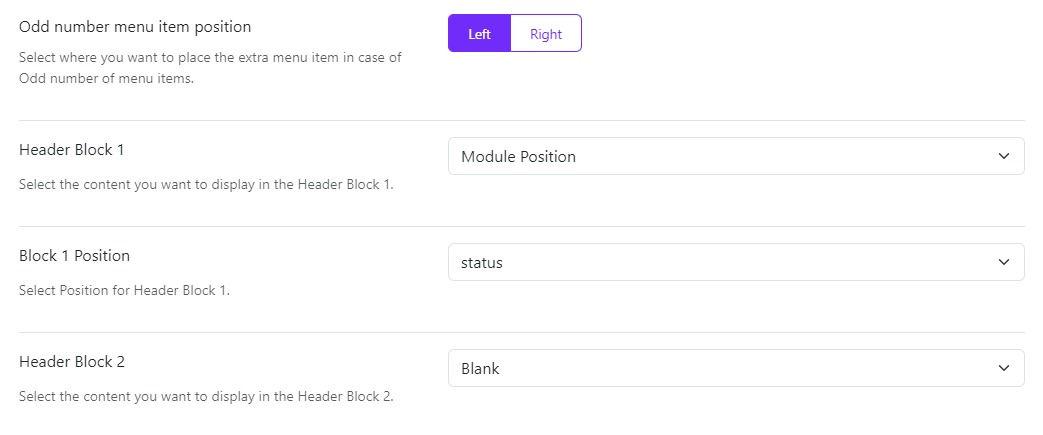 Odd number menu item position
Left
Right
Select where you want to place the extra menu item in case of
Odd number of menu items.
Header Block 1
Module Position
Select the content you want to display in the Header Block 1.
Block 1 Position
status
Select Position for Header Block 1.
Header Block 2
Blank
Select the content you want to display in the Header Block 2.